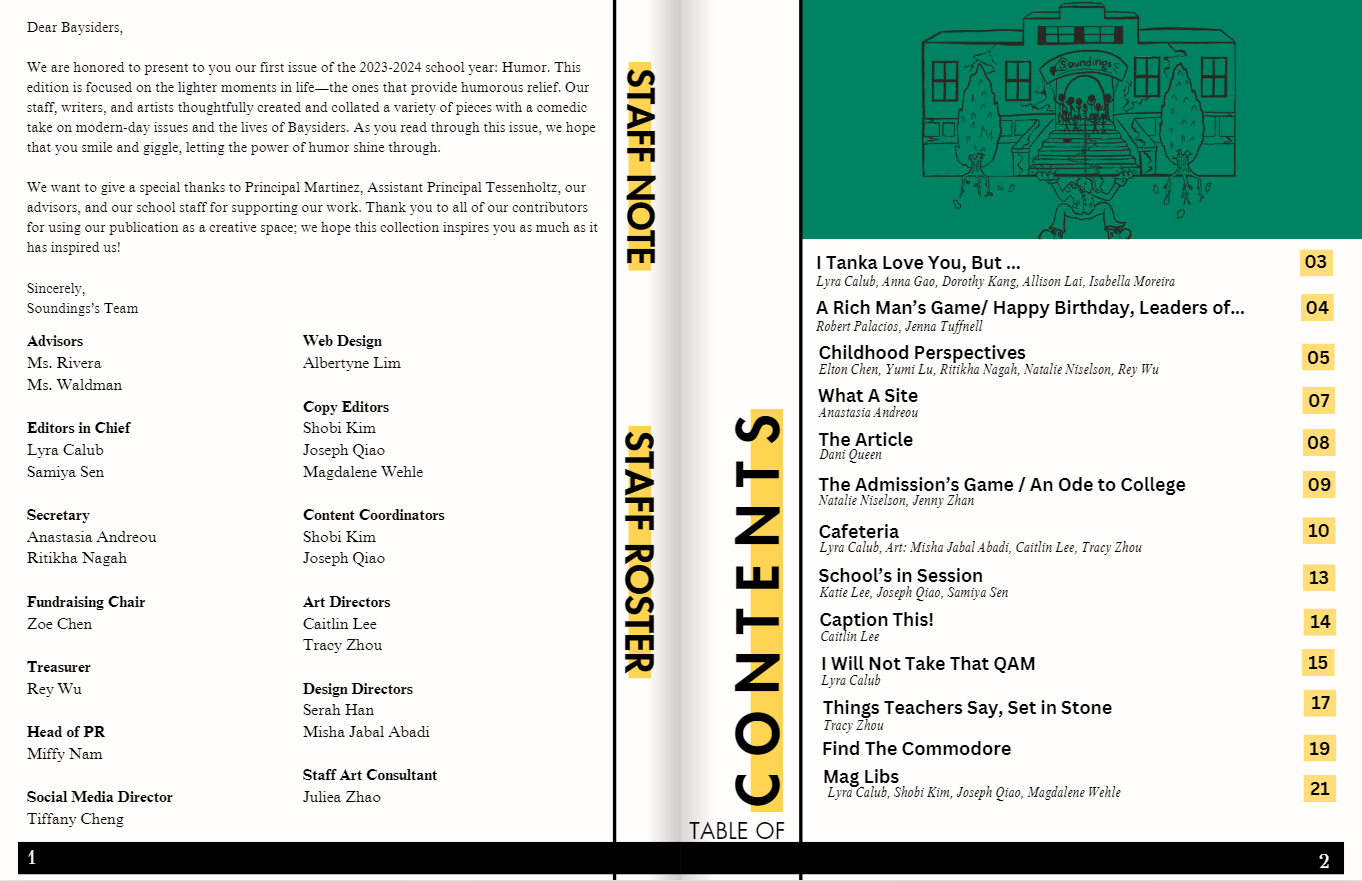 Dear Baysiders,
We are honored to present to you our first issue of the 2023-2024 school year: Humor. This
edition is focused on the lighter moments in life—the ones that provide humorous relief. Our
staff, writers, and artists thoughtfully created and collated a variety of pieces with a comedic
take on modern-day issues and the lives of Baysiders. As you read through this issue, we hope
that you smile and giggle, letting the power of humor shine through.
We want to give a special thanks to Principal Martinez, Assistant Principal Tessenholtz, our
advisors, and our school staff for supporting our work. Thank you to all of our contributors
for using our publication as a creative space; we hope this collection inspires you as much as it
has inspired us!
Sincerely,
Soundings's Team
STAFF NOTE
Advisors
Ms. Rivera
Ms. Waldman
Editors in Chief
Lyra Calub
Samiya Sen
Secretary
Anastasia Andreou
Ritikha Nagah
Fundraising Chair
Zoe Chen
Treasurer
Rey Wu
Head of PR
Miffy Nam
Social Media Director
Tiffany Cheng
Web Design
Albertyne Lim
Copy Editors
Shobi Kim
Joseph Qiao
Magdalene Wehle
Content Coordinators
Shobi Kim
Joseph Qiao
Art Directors
Caitlin Lee
Tracy Zhou
Design Directors
Serah Han
Misha Jabal Abadi
Staff Art Consultant
Juliea Zhao
STAFF ROSTER
1
TABLE OF
CONTENTS
Soundings
I Tanka Love You, But ... 03
Lyra Calub, Anna Gao, Dorothy Kang, Allison Lai, Isabella Moreira
A Rich Man's Game/ Happy Birthday, Leaders of... 04
Robert Palacios, Jenna Tuffnell
Childhood Perspectives 05
Elton Chen, Yumi Lu, Ritikha Nagah, Natalie Niselson, Rey Wu
What A Site 07
Anastasia Andreou
The Article 08
Dani Queen
The Admission's Game / An Ode to College 09
Natalie Niselson, Jenny Zhan
Cafeteria 10
Lyra Calub, Art: Misha Jabal Abadi, Caitlin Lee, Tracy Zhou
School's in Session 13
Katie Lee, Joseph Qiao, Samiya Sen
Caption This! 14
Caitlin Lee
I Will Not Take That QAM 15
Lyra Calub
Things Teachers Say, Set in Stone 17
Tracy Zhou
Find The Commodore 19
Mag Libs 21
Lyra Calub, Shobi Kim, Joseph Qiao, Magdalene Wehle
2